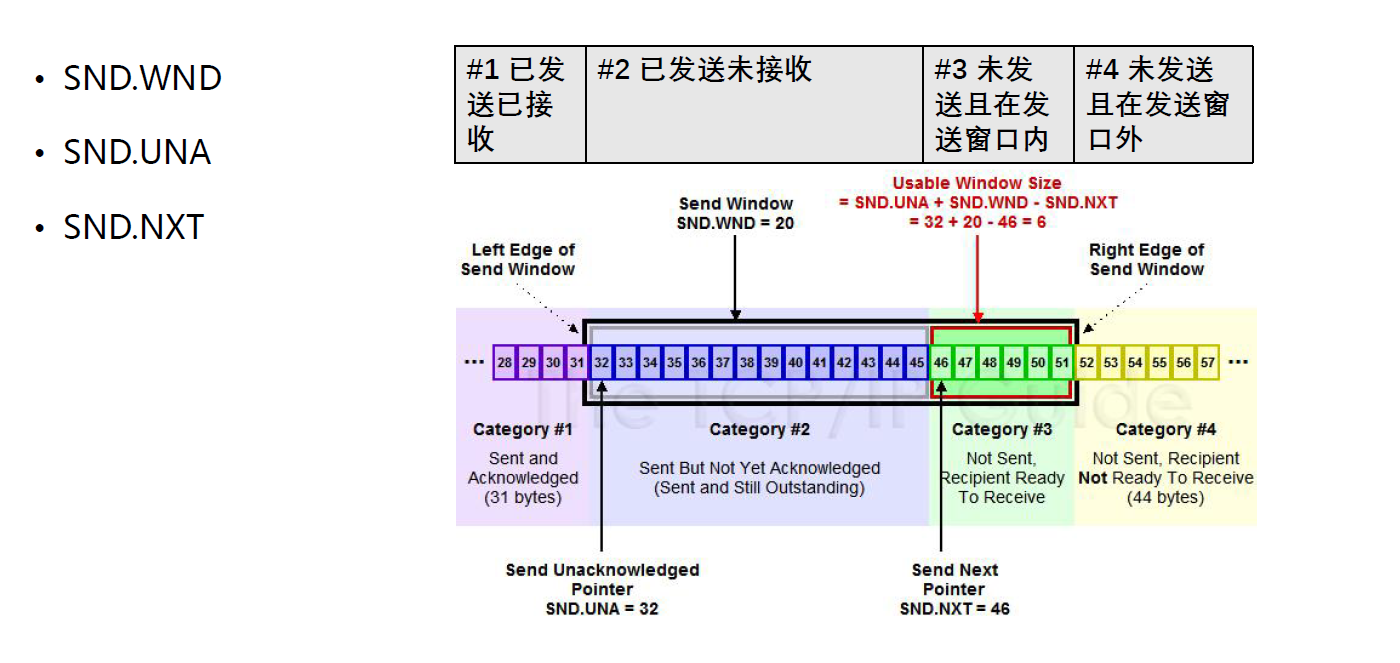 • SND.WND
• SND.UNA
• SND.NXT
#1 已发
送已接
收
#2 已发送未接收
#3 未发
送且在发
送窗口内
#4 未发送
且在发送窗
口外
Usable Window Size
= SND.UNA + SND.WND - SND.NXT
= 32 + 20 - 46 = 6
Send Window
SND.WND = 20
Left Edge of
Send Window
Right Edge of
Send Window
... 28 29 30 31 32 33 34 35 36 37 38 39 40 41 42 43 44 45 46 47 48 49 50 51 52 53 54 55 56 57 ...
The TCP/IP Guide
Category #1
Sent and
Acknowledged
(31 bytes)
Category #2
Sent But Not Yet Acknowledged
(Sent and Still Outstanding)
Category #3
Not Sent,
Recipient Ready
To Receive
Category #4
Not Sent, Recipient
Not Ready To Receive
(44 bytes)
Send Unacknowledged
Pointer
SND.UNA = 32
Send Next
Pointer
SND.NXT = 46